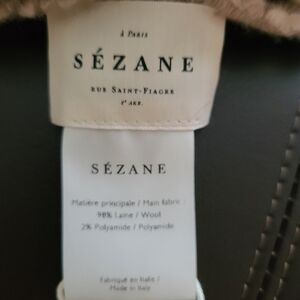 à Paris
SÉZANE
RUE SAINT-FIACRE
2e ARR.
SÉZANE
Matière principale / Main fabric :
98% Laine / Wool
2% Polyamide / Polyamide
Fabriqué en Italie /
Made in Italy